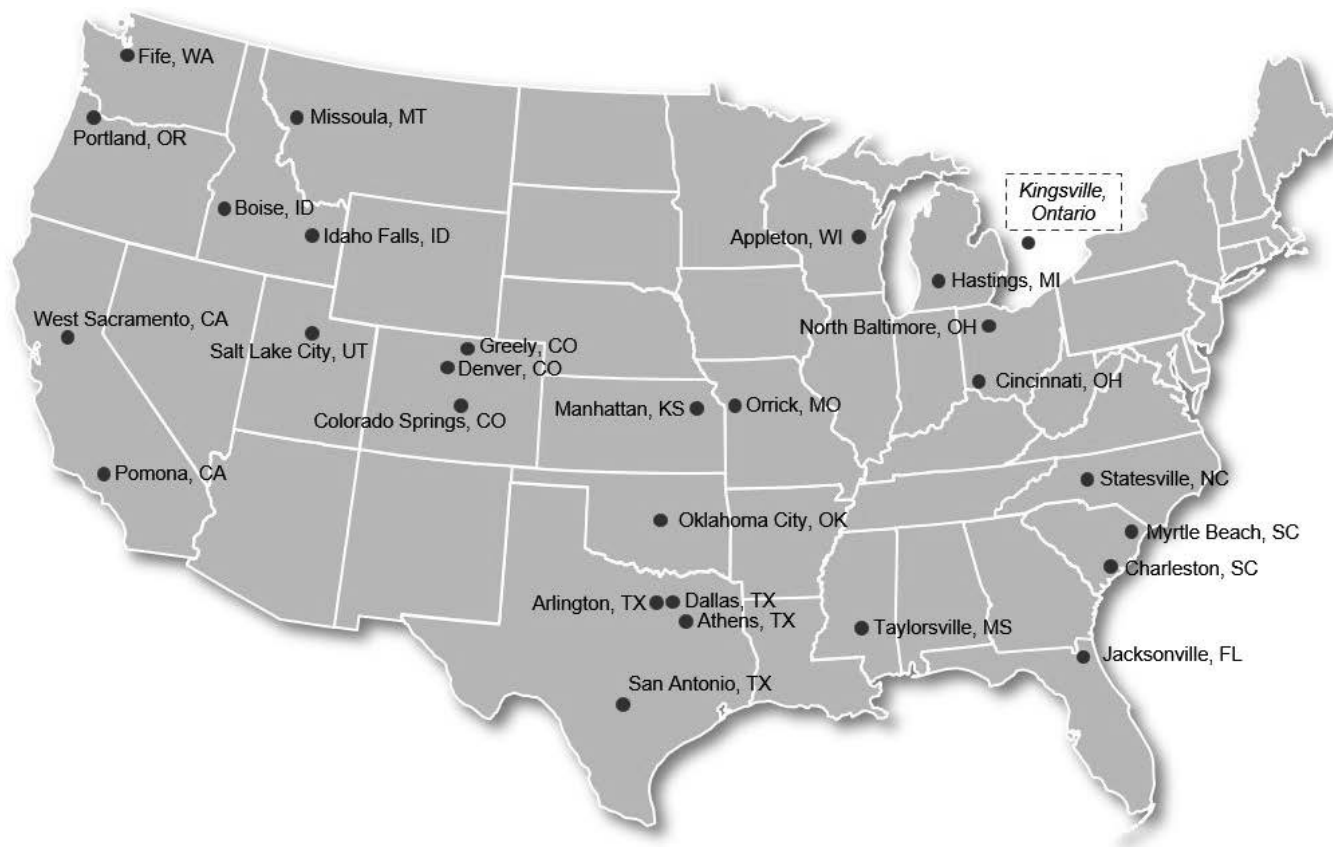 Fife, WA
Missoula, MT
Portland, OR
Kingsville,
Ontario
Boise, ID
Idaho Falls, ID
Appleton, WI
Hastings, MI
West Sacramento, CA
North Baltimore, OH
Salt Lake City, UT
Greely, CO
Denver, CO
Cincinnati, OH
Colorado Springs, CO
Manhattan, KS
Orrick, MO
Pomona, CA
Statesville, NC
Oklahoma City, OK
Myrtle Beach, SC
Charleston, SC
Arlington, TX
Dallas, TX
Athens, TX
Taylorsville, MS
Jacksonville, FL
San Antonio, TX